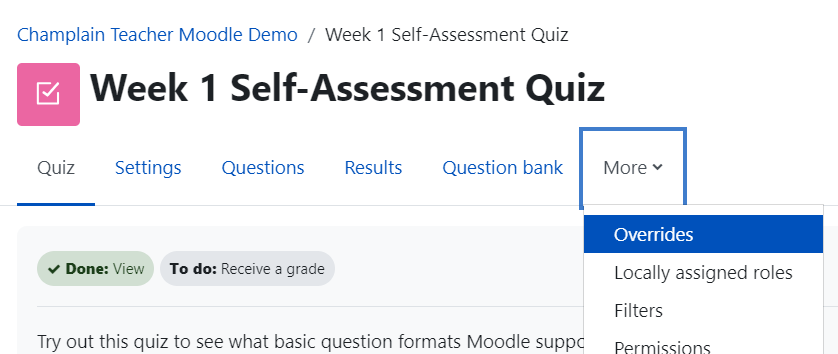 Champlain Teacher Moodle Demo / Week 1 Self-Assessment Quiz
Week 1 Self-Assessment Quiz
Quiz Settings Questions Results Question bank More
Overrides
Locally assigned roles
Filters
Permissions
Done: View To do: Receive a grade
Try out this quiz to see what basic question formats Moodle suppo